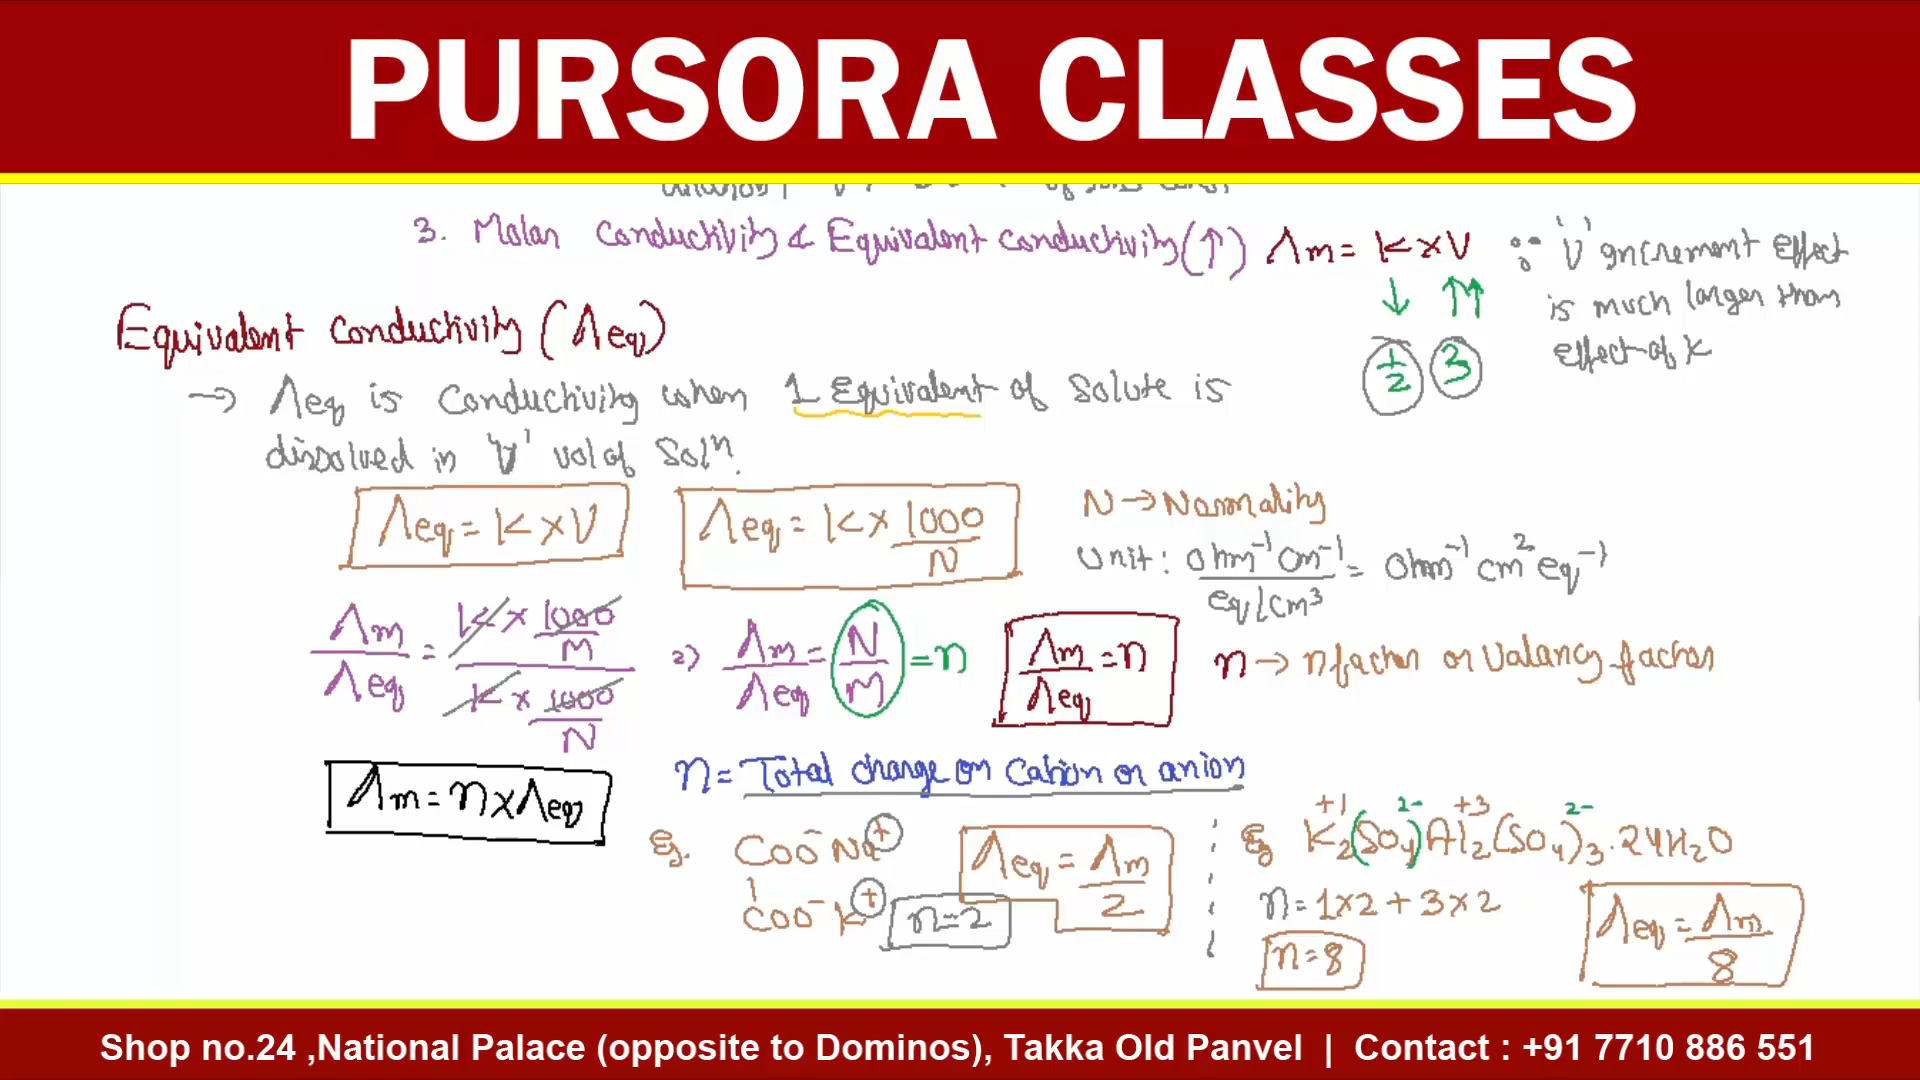 PURSORA CLASSES
3. Molar conductivity & Equivalent conductivity (↑) Λm = K × V ∵ 'V' increment effect
↓ ↑↑ is much larger than
1/2 3 effect of K
Equivalent conductivity (Λeq)
→ Λeq is conductivity when 1 Equivalent of solute is
dissolved in 'V' vol of Solⁿ.
Λeq = K × V
Λeq = K × 1000/N
N → Normality
Unit : ohm⁻¹ cm⁻¹ / eq/cm³ = ohm⁻¹ cm² eq⁻¹
Λm/Λeq = (K × 1000/M) / (K × 1000/N)
⇒ Λm/Λeq = N/M = n
Λm/Λeq = n
n → n factor or valancy factor
Λm = n × Λeq
n = Total charge on cation or anion
Eg. COO⁻Na⁺
COO⁻K⁺
n=2
Λeq = Λm/2
Eg +1 2- +3 2-
K₂(SO₄)Al₂(SO₄)₃·24H₂O
n = 1×2 + 3×2
n = 8
Λeq = Λm/8
Shop no.24 ,National Palace (opposite to Dominos), Takka Old Panvel | Contact : +91 7710 886 551